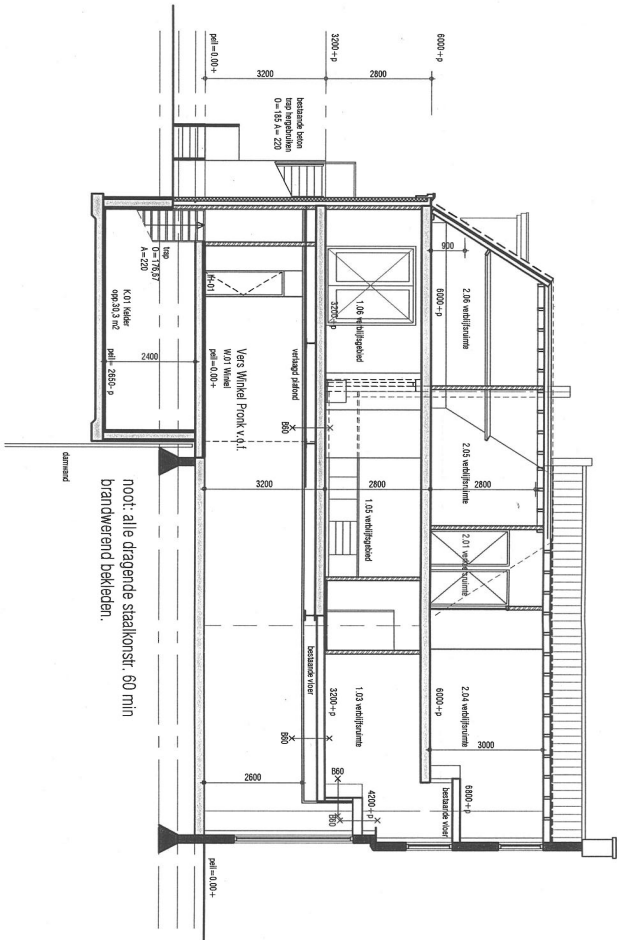 6000+p
3200+p
peil=0.00+
2800
3200
bestaande beton
trap hergebruiken
O=185 A= 220
900
6000+p
2.06 verblijfsruimte
2.05 verblijfsruimte
2800
2.01 verkeersruimte
2.04 verblijfsruimte
6000+p
3000
6800+p
bestaande vloer
1.06 verblijfsgebied
3200+p
2800
1.05 verblijfsgebied
1.03 verblijfsruimte
3200+p
4200+p
B60
B60
B60
B60
verlaagd plafond
bestaande vloer
K-01
Vers Winkel Pronk v.o.f.
W.01 Winkel
peil=0.00+
3200
2600
peil=0.00+
trap
O=176,67
A=220
K.01 Kelder
opp.30,3 m2
peil= 2650-p
2400
damwand
noot: alle dragende staalkonstr. 60 min
brandwerend bekleden.